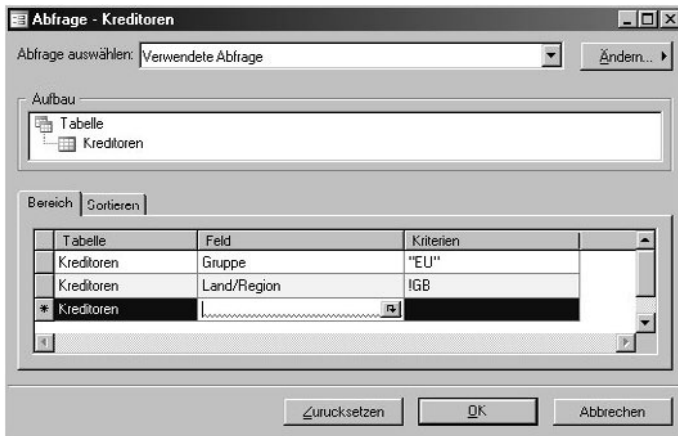 Abfrage - Kreditoren
Abfrage auswählen: Verwendete Abfrage Ändern...
Aufbau
Tabelle
Kreditoren
Bereich Sortieren
Tabelle Feld Kriterien
Kreditoren Gruppe "EU"
Kreditoren Land/Region !GB
* Kreditoren
Zurucksetzen OK Abbrechen